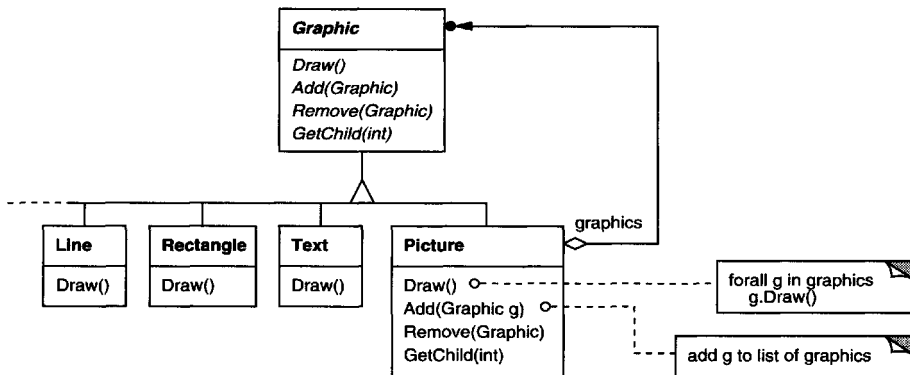 Graphic
Draw()
Add(Graphic)
Remove(Graphic)
GetChild(int)
graphics
Line
Draw()
Rectangle
Draw()
Text
Draw()
Picture
Draw()
Add(Graphic g)
Remove(Graphic)
GetChild(int)
forall g in graphics
g.Draw()
add g to list of graphics